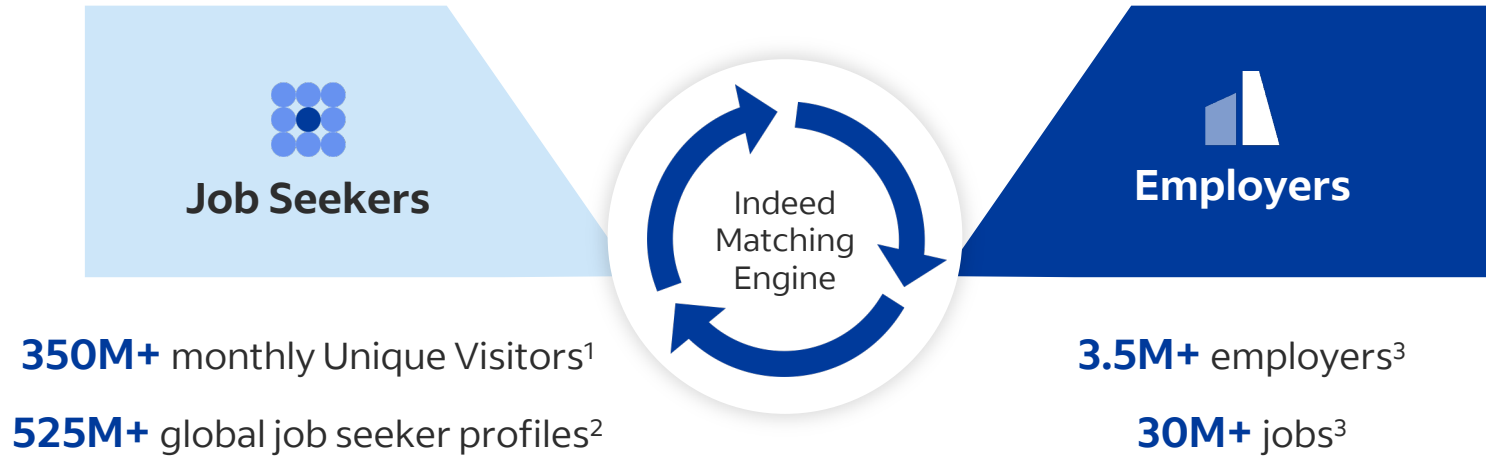 Job Seekers
350M+ monthly Unique Visitors¹
525M+ global job seeker profiles²
Indeed
Matching
Engine
Employers
3.5M+ employers³
30M+ jobs³